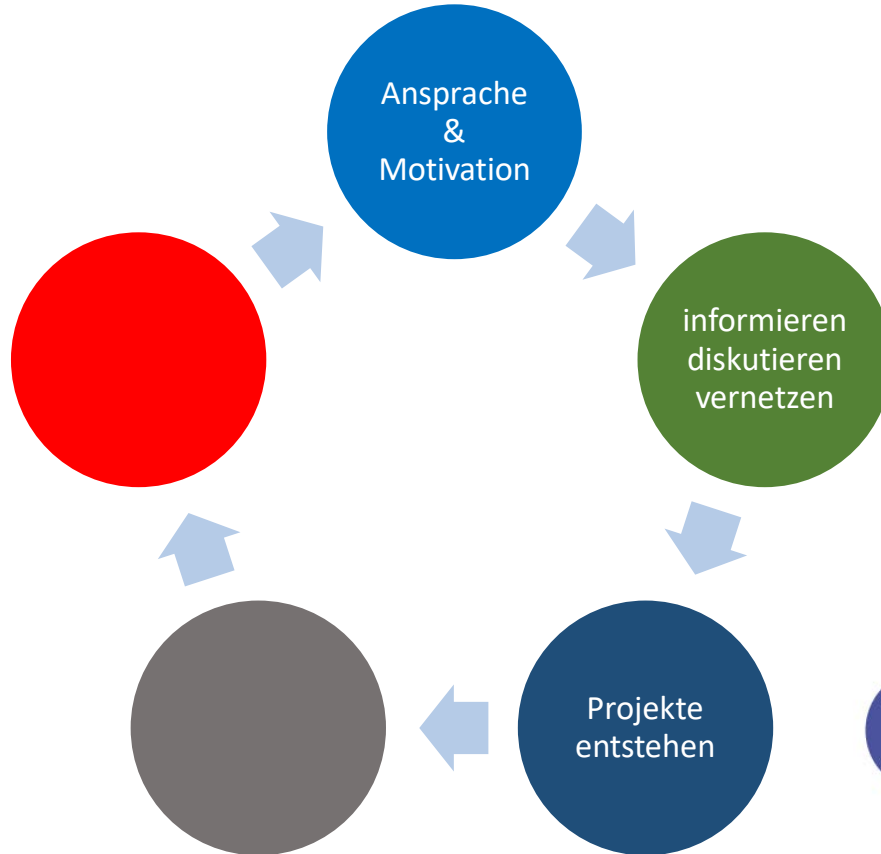 Ansprache
&
Motivation
informieren
diskutieren
vernetzen
Projekte
entstehen